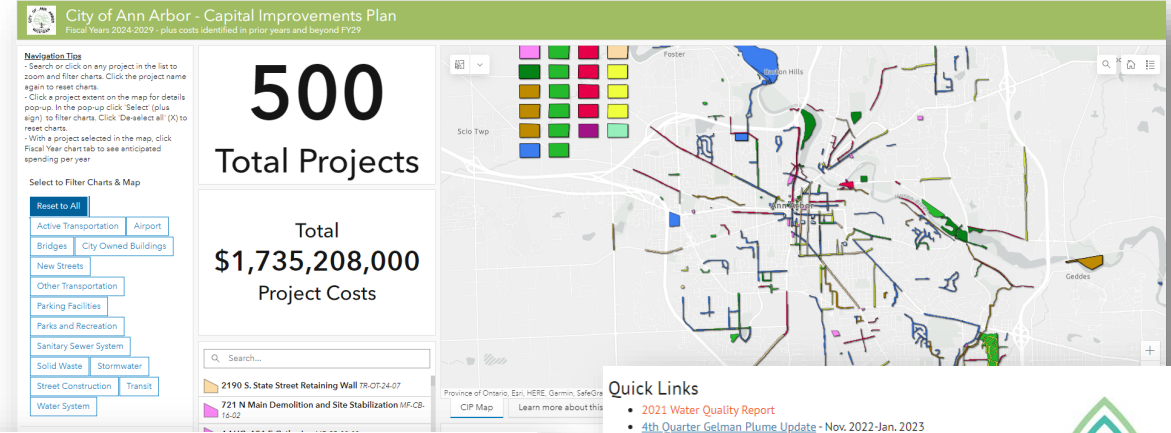 City of Ann Arbor - Capital Improvements Plan
Fiscal Years 2024-2029 - plus costs identified in prior years and beyond FY29
Navigation Tips
- Search or click on any project in the list to
zoom and filter charts. Click the project name
again to reset charts.
- Click a project extent on the map for details
pop-up. In the pop-up click 'Select' (plus
sign) to filter charts. Click 'De-select all' (X) to
reset charts.
- With a project selected in the map, click
Fiscal Year chart tab to see anticipated
spending per year
Select to Filter Charts & Map
Reset to All
Active Transportation
Airport
Bridges
City Owned Buildings
New Streets
Other Transportation
Parking Facilities
Parks and Recreation
Sanitary Sewer System
Solid Waste
Stormwater
Street Construction
Transit
Water System
500
Total Projects
Total
$1,735,208,000
Project Costs
Search...
2190 S. State Street Retaining Wall TR-OT-24-07
721 N Main Demolition and Site Stabilization MF-CB-
16-02
Foster
Barton Hills
Scio Twp
Ann Arbor
Geddes
Province of Ontario, Esri, HERE, Garmin, SafeGra
CIP Map
Learn more about this
Quick Links
• 2021 Water Quality Report
• 4th Quarter Gelman Plume Update - Nov. 2022-Jan. 2023